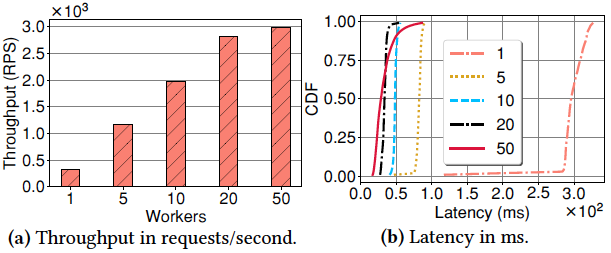 ×10³
Throughput (RPS)
3.0
2.5
2.0
1.5
1.0
0.5
0.0
1 5 10 20 50
Workers
(a) Throughput in requests/second.
CDF
1.00
0.75
0.50
0.25
0.00
1
5
10
20
50
0.0 0.5 1.0 1.5 2.0 2.5 3.0
Latency (ms) ×10²
(b) Latency in ms.